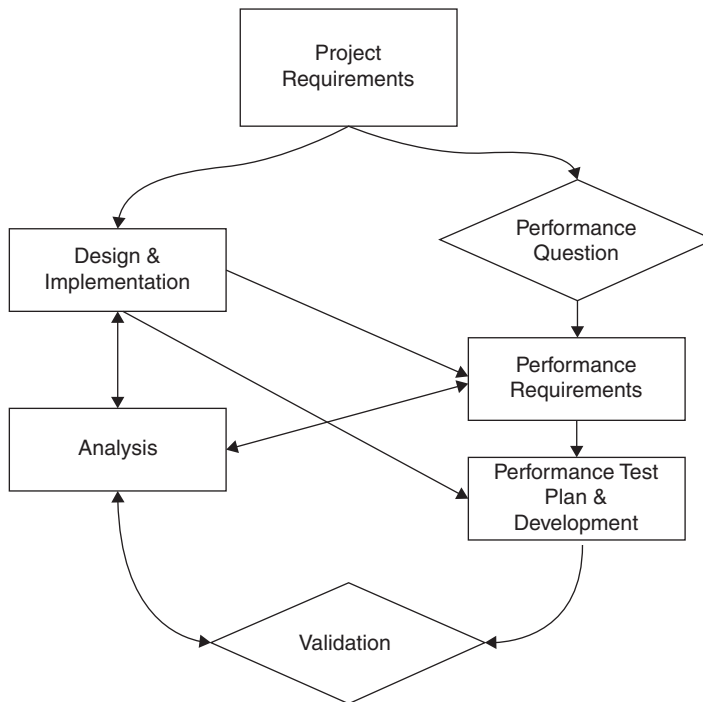 Project
Requirements
Design &
Implementation
Performance
Question
Performance
Requirements
Analysis
Performance Test
Plan &
Development
Validation